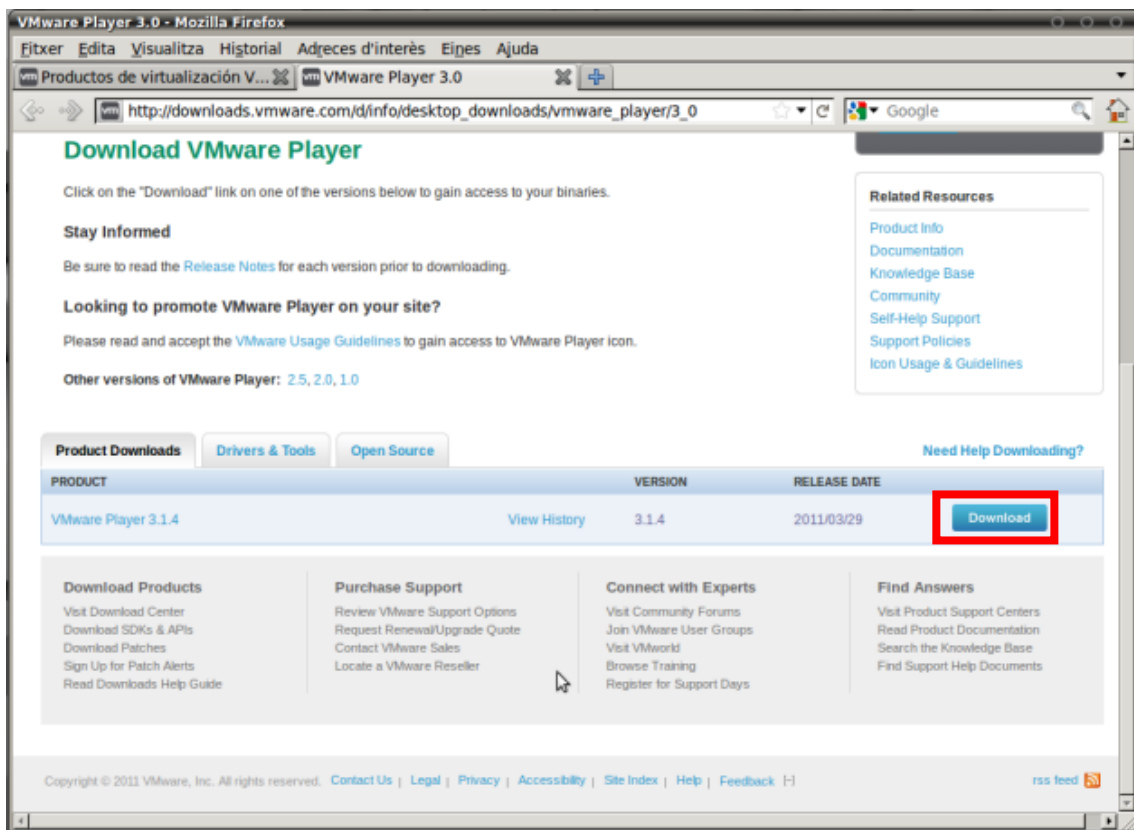 VMware Player 3.0 - Mozilla Firefox
Fitxer Edita Visualitza Historial Adreces d'interès Eines Ajuda
Productos de virtualización V... VMware Player 3.0
http://downloads.vmware.com/d/info/desktop_downloads/vmware_player/3_0 Google
Download VMware Player
Click on the "Download" link on one of the versions below to gain access to your binaries.
Stay Informed
Be sure to read the Release Notes for each version prior to downloading.
Looking to promote VMware Player on your site?
Please read and accept the VMware Usage Guidelines to gain access to VMware Player icon.
Other versions of VMware Player: 2.5, 2.0, 1.0
Related Resources
Product Info
Documentation
Knowledge Base
Community
Self-Help Support
Support Policies
Icon Usage & Guidelines
Product Downloads Drivers & Tools Open Source Need Help Downloading?
PRODUCT VERSION RELEASE DATE
VMware Player 3.1.4 View History 3.1.4 2011/03/29 Download
Download Products
Visit Download Center
Download SDKs & APIs
Download Patches
Sign Up for Patch Alerts
Read Downloads Help Guide
Purchase Support
Review VMware Support Options
Request Renewal/Upgrade Quote
Contact VMware Sales
Locate a VMware Reseller
Connect with Experts
Visit Community Forums
Join VMware User Groups
Visit VMworld
Browse Training
Register for Support Days
Find Answers
Visit Product Support Centers
Read Product Documentation
Search the Knowledge Base
Find Support Help Documents
Copyright © 2011 VMware, Inc. All rights reserved. Contact Us | Legal | Privacy | Accessibility | Site Index | Help | Feedback [-] rss feed